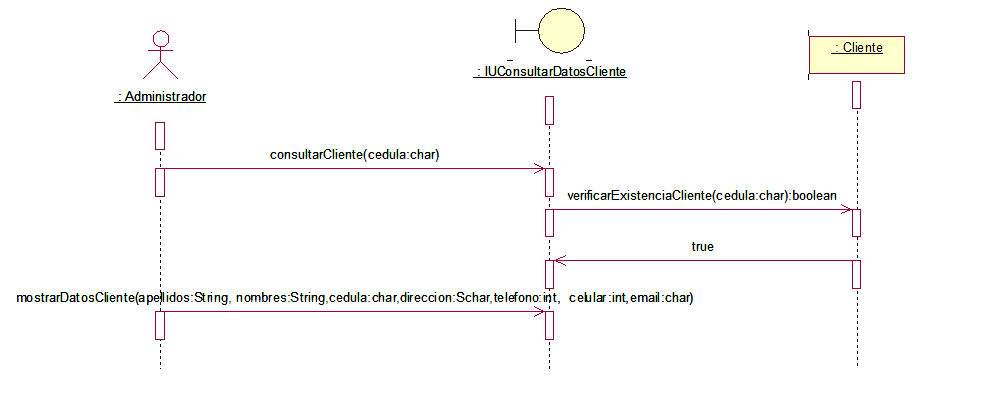 : Cliente
: IUConsultarDatosCliente
: Administrador
consultarCliente(cedula:char)
verificarExistenciaCliente(cedula:char):boolean
true
mostrarDatosCliente(apellidos:String, nombres:String,cedula:char,direccion:Schar,telefono:int, celular:int,email:char)